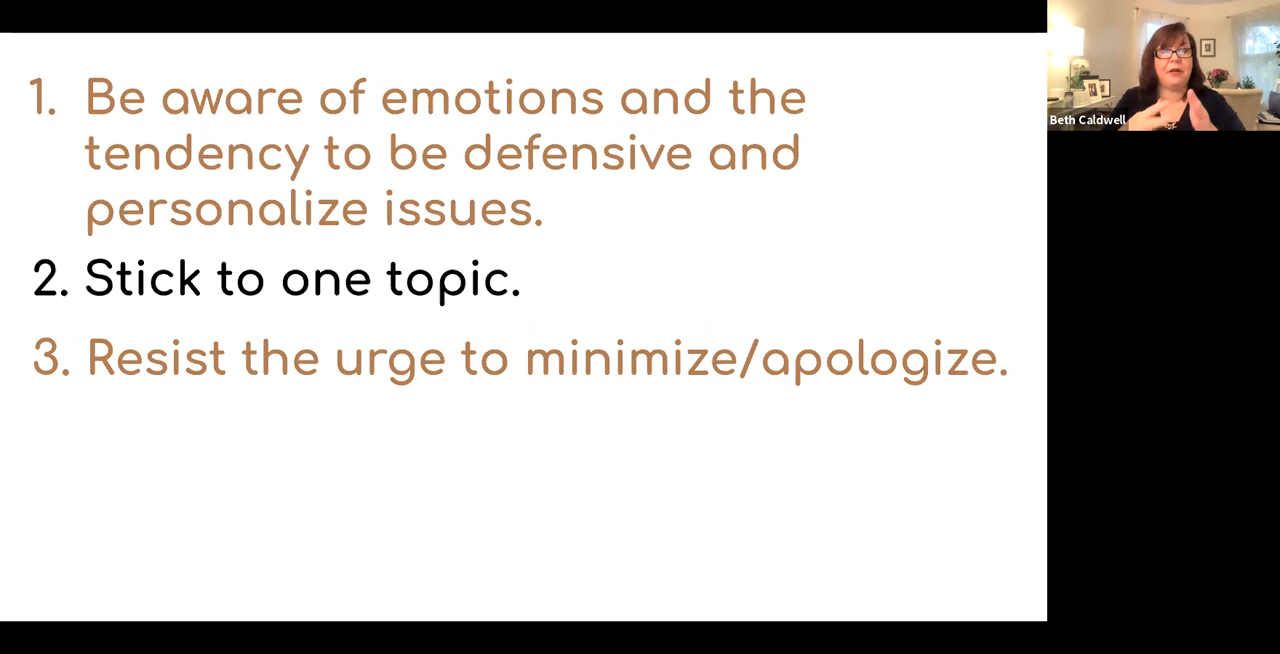 1. Be aware of emotions and the
tendency to be defensive and
personalize issues.
2. Stick to one topic.
3. Resist the urge to minimize/apologize.
Beth Caldwell